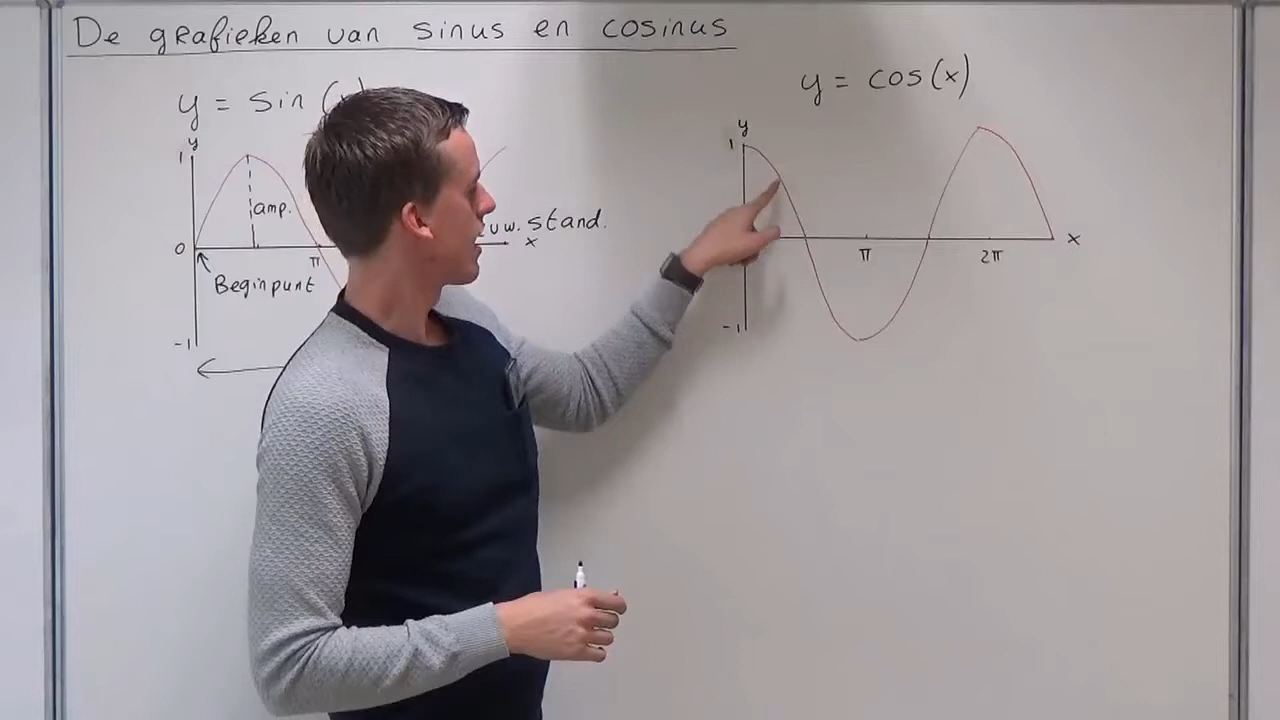 De grafieken van sinus en cosinus
y = sin (
y
1
amp.
0
π
Beginpunt
-1
uw. stand.
x
y = cos(x)
y
1
π
2π
x
-1